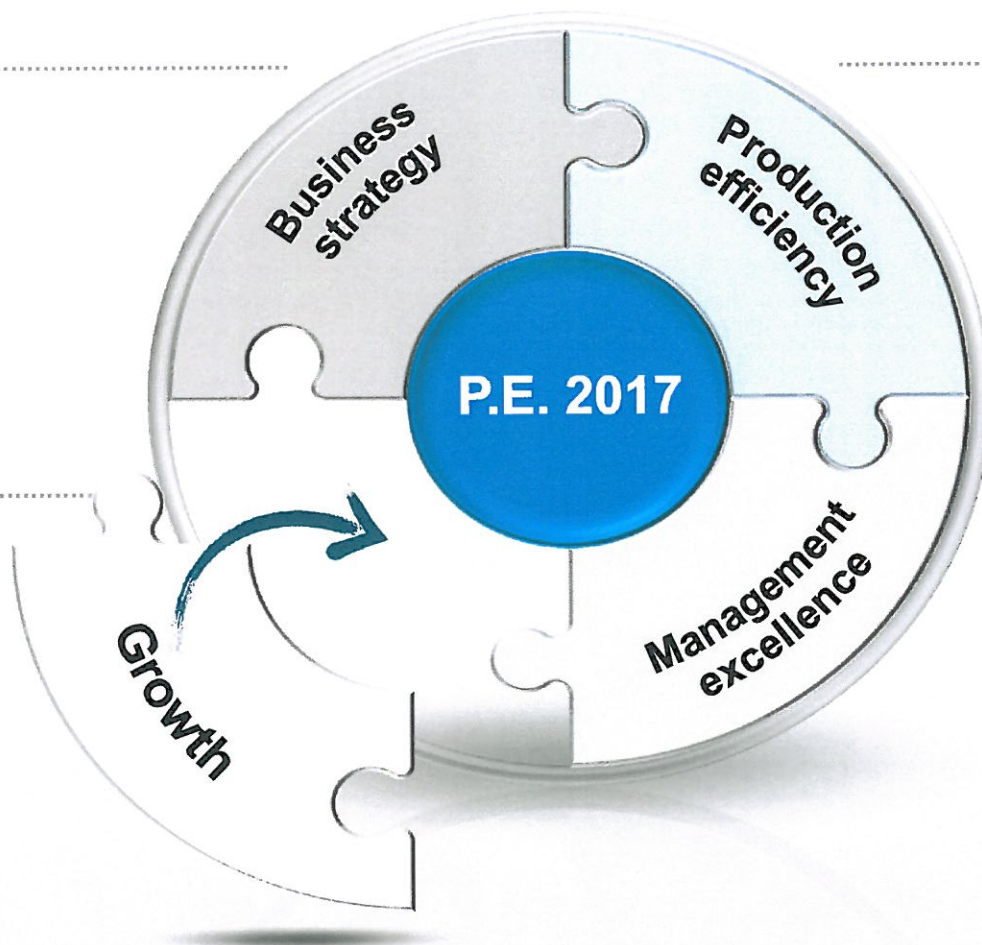 Business
strategy
Production
efficiency
P.E. 2017
Management
excellence
Growth